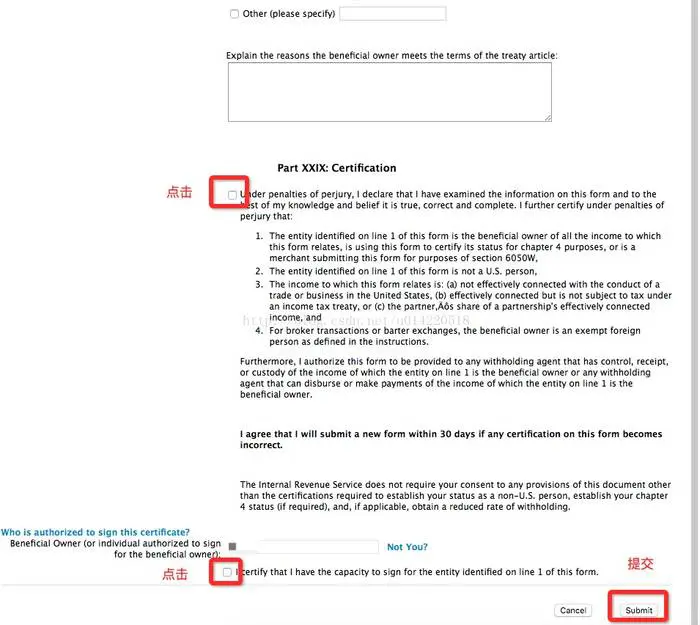 Other (please specify)
Explain the reasons the beneficial owner meets the terms of the treaty article:
Part XXIX: Certification
点击
Under penalties of perjury, I declare that I have examined the information on this form and to the
best of my knowledge and belief it is true, correct and complete. I further certify under penalties of
perjury that:
1. The entity identified on line 1 of this form is the beneficial owner of all the income to which
this form relates, is using this form to certify its status for chapter 4 purposes, or is a
merchant submitting this form for purposes of section 6050W,
2. The entity identified on line 1 of this form is not a U.S. person,
3. The income to which this form relates is: (a) not effectively connected with the conduct of a
trade or business in the United States, (b) effectively connected but is not subject to tax under
an income tax treaty, or (c) the partner‚Äôs share of a partnership's effectively connected
income, and
4. For broker transactions or barter exchanges, the beneficial owner is an exempt foreign
person as defined in the instructions.
Furthermore, I authorize this form to be provided to any withholding agent that has control, receipt,
or custody of the income of which the entity on line 1 is the beneficial owner or any withholding
agent that can disburse or make payments of the income of which the entity on line 1 is the
beneficial owner.
I agree that I will submit a new form within 30 days if any certification on this form becomes
incorrect.
The Internal Revenue Service does not require your consent to any provisions of this document other
than the certifications required to establish your status as a non-U.S. person, establish your chapter
4 status (if required), and, if applicable, obtain a reduced rate of withholding.
Who is authorized to sign this certificate?
Beneficial Owner (or individual authorized to sign
for the beneficial owner):
Not You?
点击
I certify that I have the capacity to sign for the entity identified on line 1 of this form.
提交
Cancel
Submit